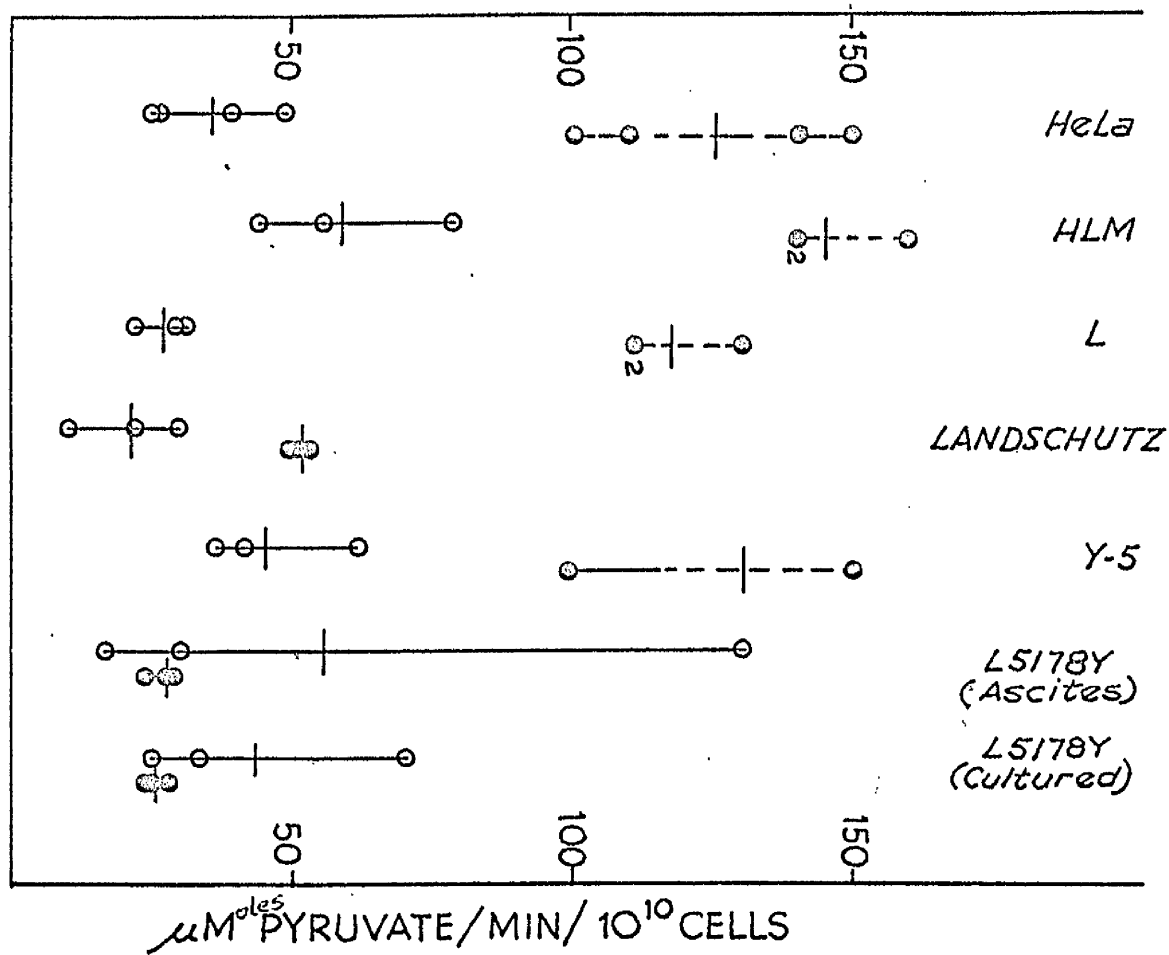 50 100 150
HeLa
HLM
2
L
2
LANDSCHUTZ
Y-5
L5178Y
(Ascites)
L5178Y
(Cultured)
50 100 150
μMoles PYRUVATE/MIN/10¹⁰ CELLS